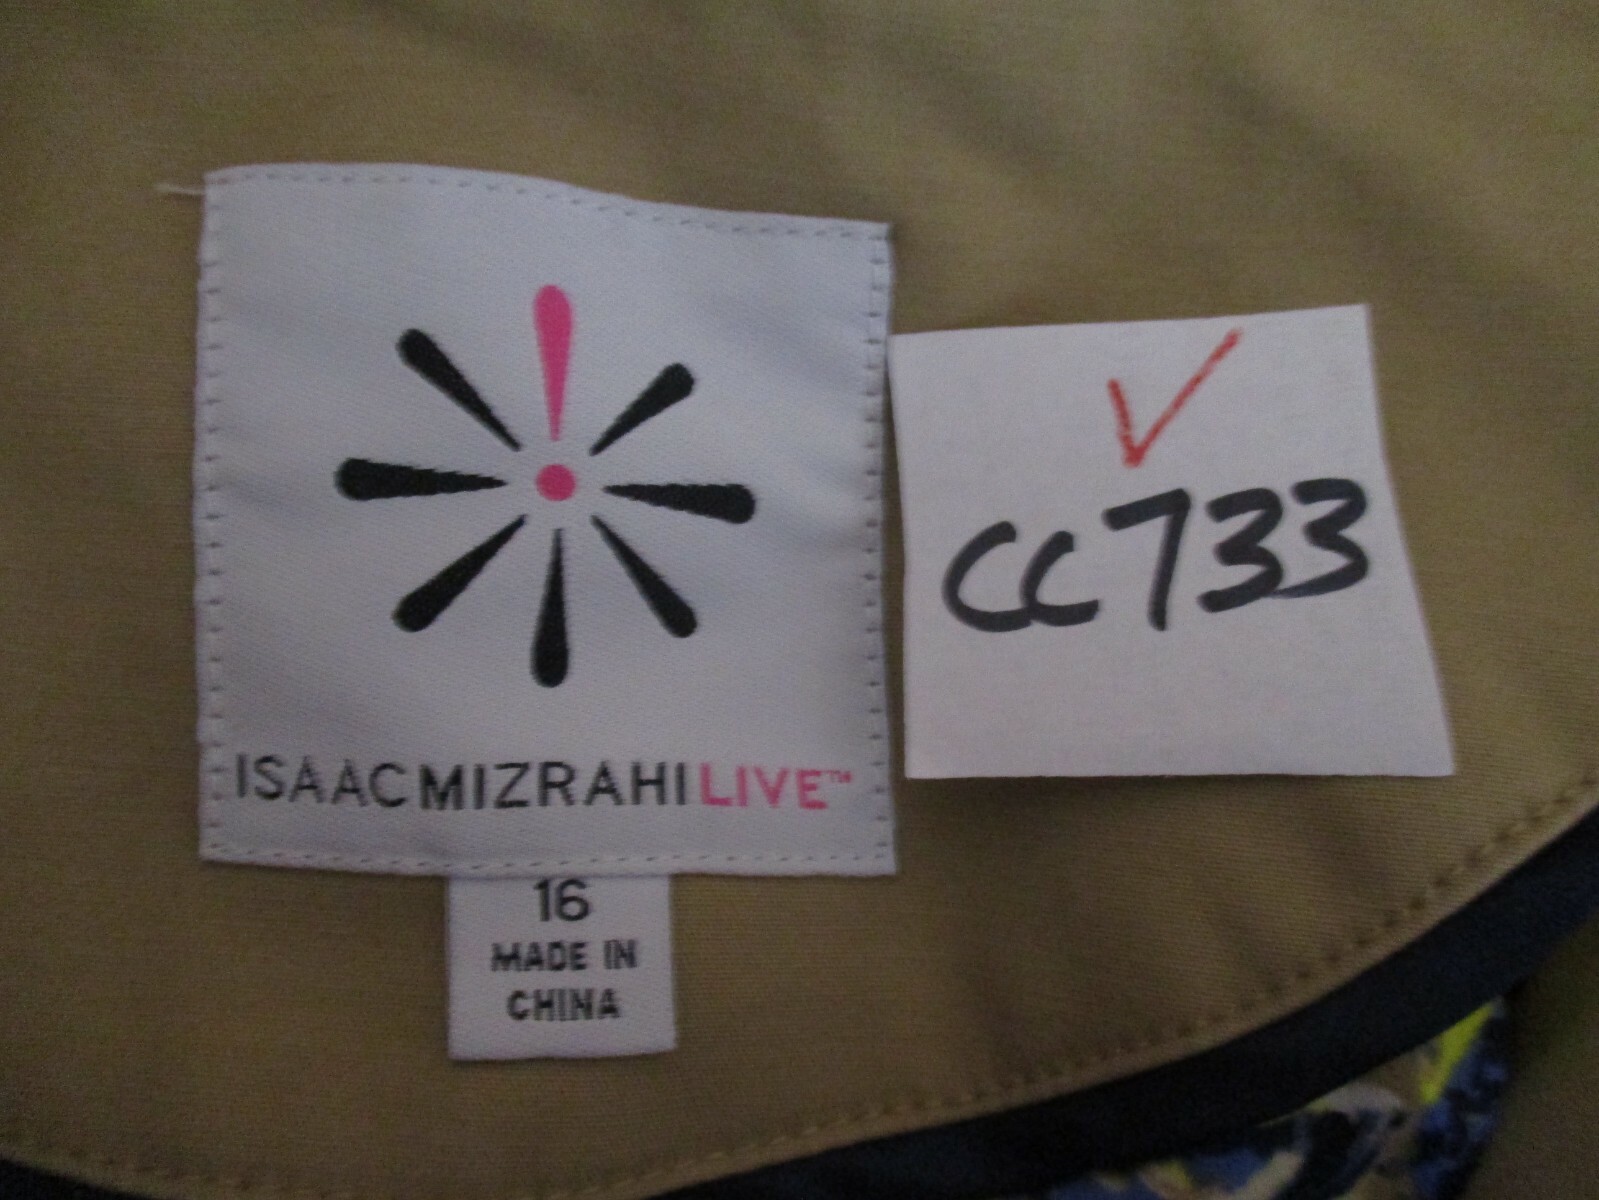 ISAACMIZRAHILIVE™
16
MADE IN
CHINA
CC733